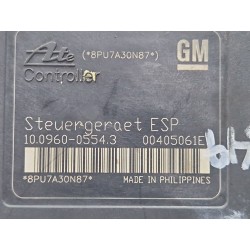 Ate (*8PU7A30N87*) GM
Controller
Steuergeraet ESP
10.0960-0554.3 00405061E
*8PU7A30N87* MADE IN PHILIPPINES